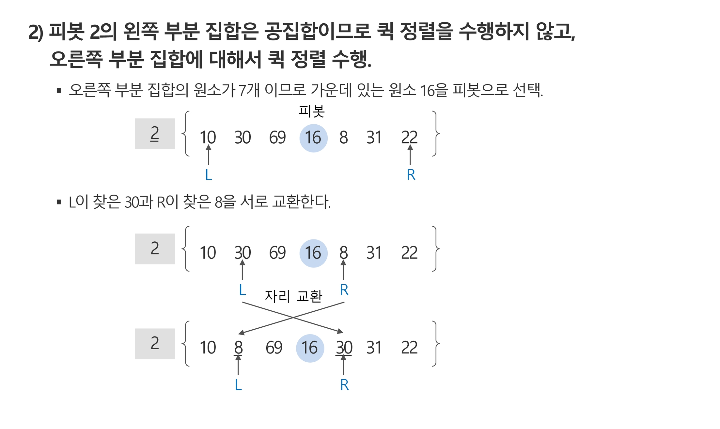 2) 피봇 2의 왼쪽 부분 집합은 공집합이므로 퀵 정렬을 수행하지 않고,
오른쪽 부분 집합에 대해서 퀵 정렬 수행.
▪ 오른쪽 부분 집합의 원소가 7개 이므로 가운데 있는 원소 16을 피봇으로 선택.
피봇
2 { 10 30 69 16 8 31 22 }
L R
▪ L이 찾은 30과 R이 찾은 8을 서로 교환한다.
2 { 10 30 69 16 8 31 22 }
L 자리 교환 R
2 { 10 8 69 16 30 31 22 }
L R